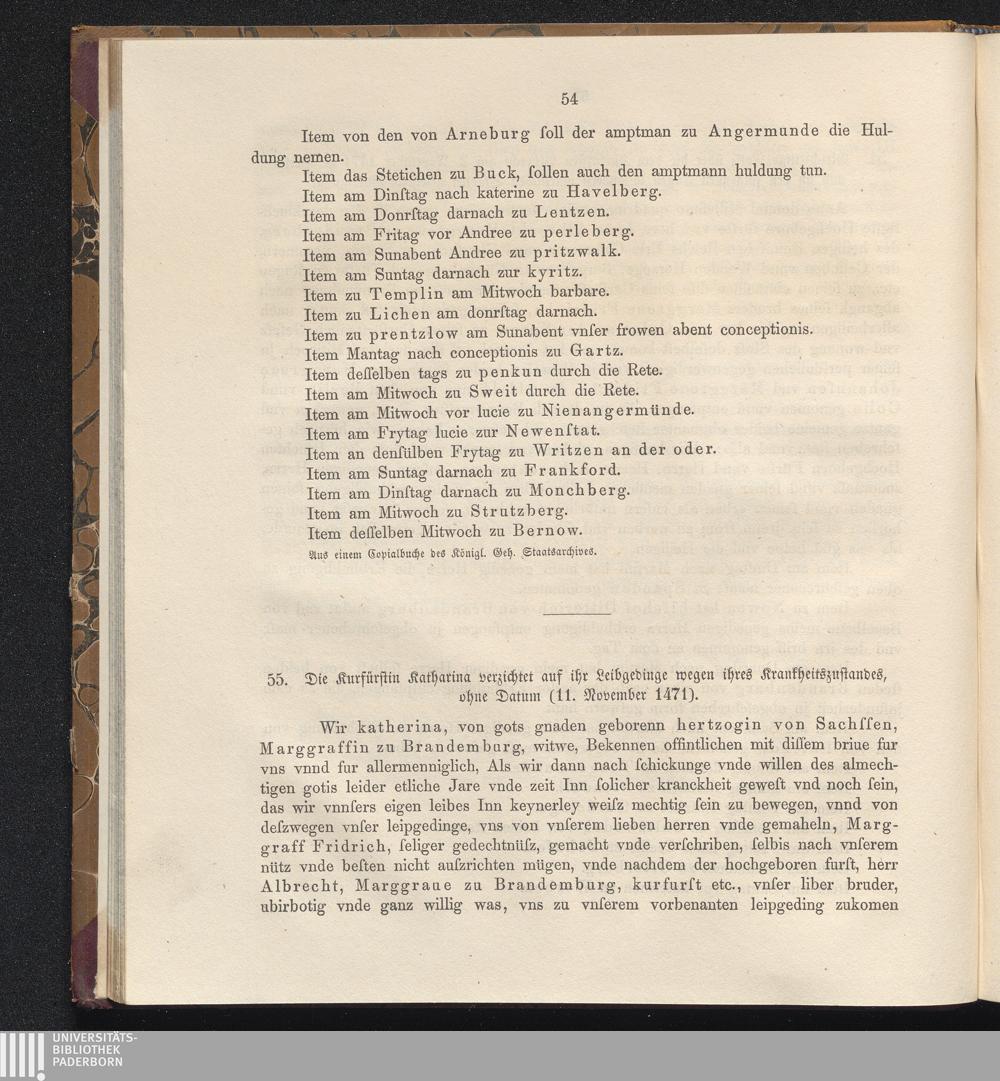 54
Item von den von Arneburg ſoll der amptman zu Angermunde die Hul-
dung nemen.
Item das Stetichen zu Buck, ſollen auch den amptmann huldung tun.
Item am Dinſtag nach katerine zu Havelberg.
Item am Donrſtag darnach zu Lentzen.
Item am Fritag vor Andree zu perleberg.
Item am Sunabent Andree zu pritzwalk.
Item am Suntag darnach zur kyritz.
Item zu Templin am Mitwoch barbare.
Item zu Lichen am donrſtag darnach.
Item zu prentzlow am Sunabent vnſer frowen abent conceptionis.
Item Mantag nach conceptionis zu Gartz.
Item deſſelben tags zu penkun durch die Rete.
Item am Mitwoch zu Sweit durch die Rete.
Item am Mitwoch vor lucie zu Nienangermünde.
Item am Frytag lucie zur Newenſtat.
Item an denſülben Frytag zu Writzen an der oder.
Item am Suntag darnach zu Frankford.
Item am Dinſtag darnach zu Monchberg.
Item am Mitwoch zu Strutzberg.
Item deſſelben Mitwoch zu Bernow.
Aus einem Copialbuche des Königl. Geh. Staatsarchives.
55. Die Kurfürſtin Katharina verzichtet auf ihr Leibgedinge wegen ihres Krankheitszuſtandes,
ohne Datum (11. November 1471).
Wir katherina, von gots gnaden geborenn hertzogin von Sachſſen,
Marggraffin zu Brandemburg, witwe, Bekennen offintlichen mit diſſem briue fur
vns vnnd fur allermenniglich, Als wir dann nach ſchickunge vnde willen des almech-
tigen gotis leider etliche Jare vnde zeit Inn ſolicher kranckheit geweſt vnd noch ſein,
das wir vnnſers eigen leibes Inn keynerley weiſz mechtig ſein zu bewegen, vnnd von
deſzwegen vnſer leipgedinge, vns von vnſerem lieben herren vnde gemaheln, Marg-
graff Fridrich, ſeliger gedechtnüſz, gemacht vnde verſchriben, ſelbis nach vnſerem
nütz vnde beſten nicht auſzrichten mügen, vnde nachdem der hochgeboren furſt, herr
Albrecht, Marggraue zu Brandemburg, kurfurſt etc., vnſer liber bruder,
ubirbotig vnde ganz willig was, vns zu vnſerem vorbenanten leipgeding zukomen
UNIVERSITÄTS-
BIBLIOTHEK
PADERBORN